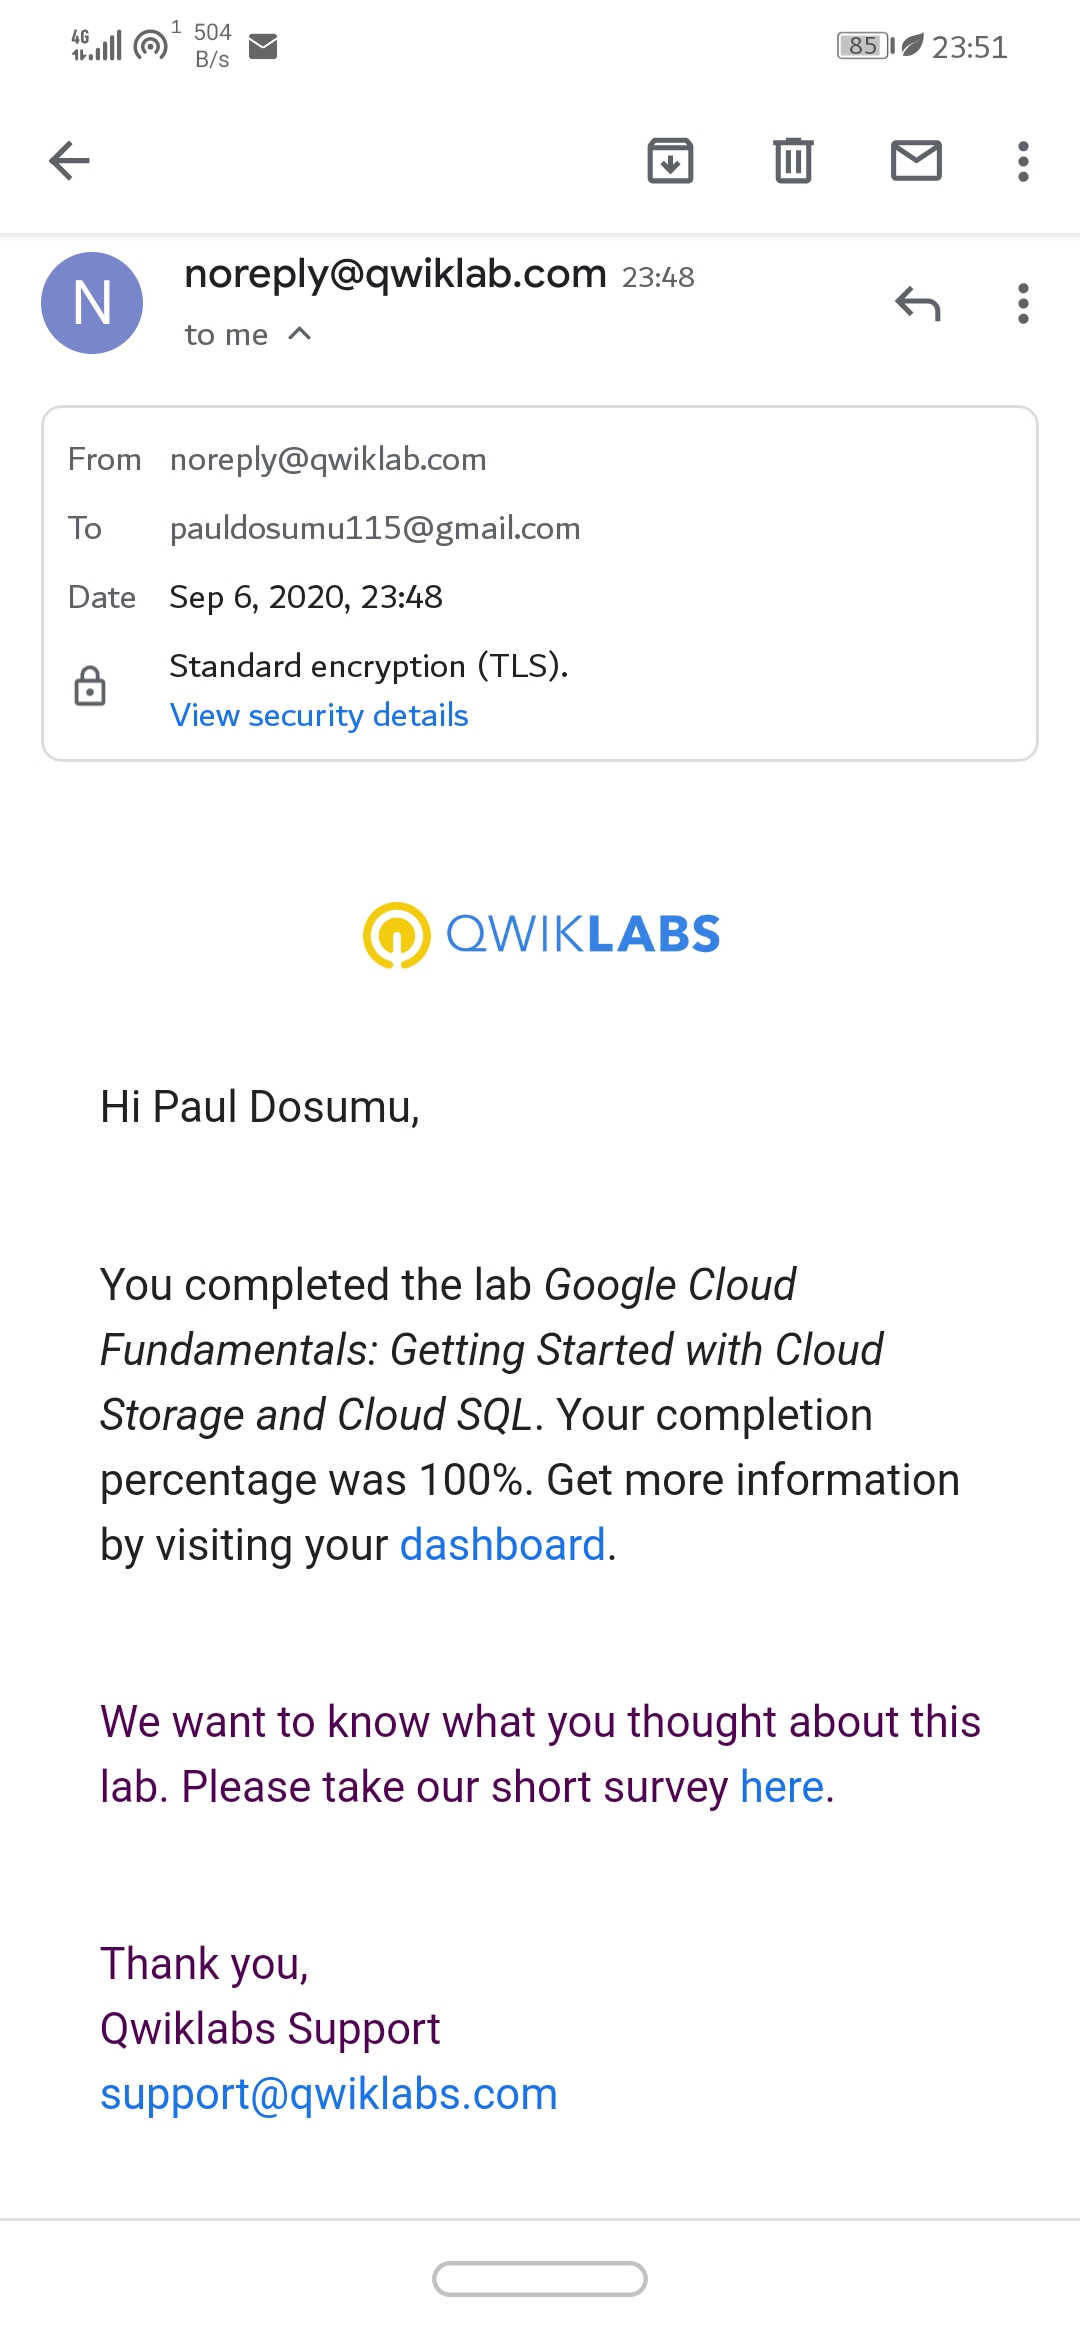 4G 1 504 B/s 85 23:51
N noreply@qwiklab.com 23:48
to me
From noreply@qwiklab.com
To pauldosumu115@gmail.com
Date Sep 6, 2020, 23:48
Standard encryption (TLS).
View security details
QWIKLABS
Hi Paul Dosumu,
You completed the lab Google Cloud
Fundamentals: Getting Started with Cloud
Storage and Cloud SQL. Your completion
percentage was 100%. Get more information
by visiting your dashboard.
We want to know what you thought about this
lab. Please take our short survey here.
Thank you,
Qwiklabs Support
support@qwiklabs.com